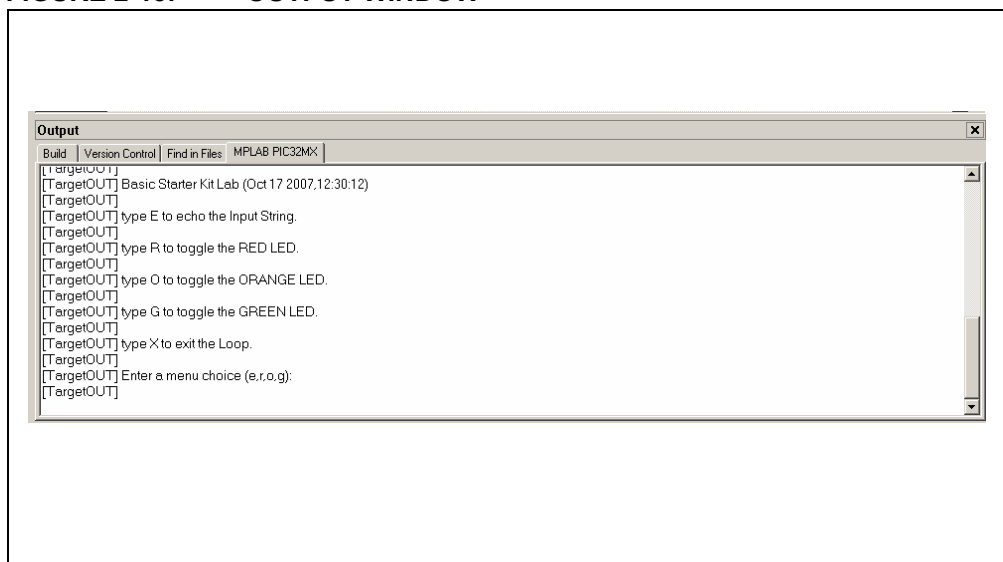 Output
Build Version Control Find in Files MPLAB PIC32MX
[TargetOUT]
[TargetOUT] Basic Starter Kit Lab (Oct 17 2007,12:30:12)
[TargetOUT]
[TargetOUT] type E to echo the Input String.
[TargetOUT]
[TargetOUT] type R to toggle the RED LED.
[TargetOUT]
[TargetOUT] type O to toggle the ORANGE LED.
[TargetOUT]
[TargetOUT] type G to toggle the GREEN LED.
[TargetOUT]
[TargetOUT] type X to exit the Loop.
[TargetOUT]
[TargetOUT] Enter a menu choice (e,r,o,g):
[TargetOUT]